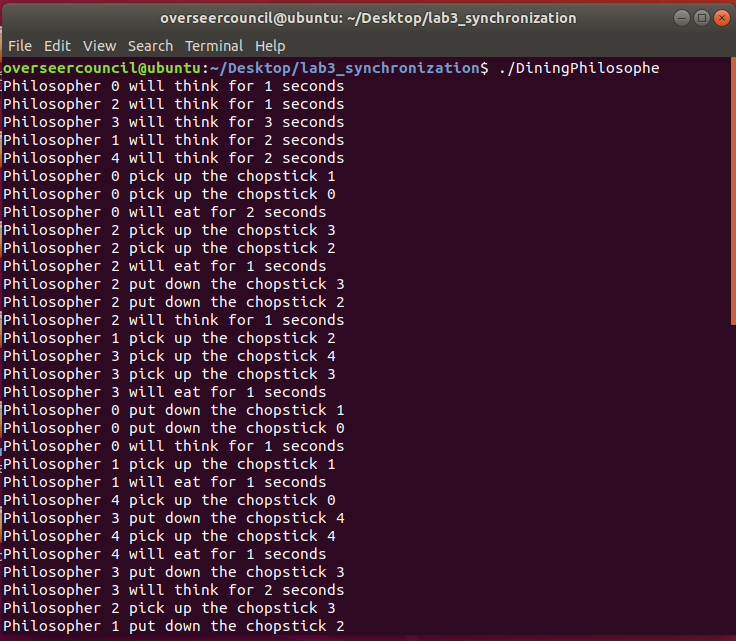 overseercouncil@ubuntu: ~/Desktop/lab3_synchronization
File Edit View Search Terminal Help
overseercouncil@ubuntu:~/Desktop/lab3_synchronization$ ./DiningPhilosophe
Philosopher 0 will think for 1 seconds
Philosopher 2 will think for 1 seconds
Philosopher 3 will think for 3 seconds
Philosopher 1 will think for 2 seconds
Philosopher 4 will think for 2 seconds
Philosopher 0 pick up the chopstick 1
Philosopher 0 pick up the chopstick 0
Philosopher 0 will eat for 2 seconds
Philosopher 2 pick up the chopstick 3
Philosopher 2 pick up the chopstick 2
Philosopher 2 will eat for 1 seconds
Philosopher 2 put down the chopstick 3
Philosopher 2 put down the chopstick 2
Philosopher 2 will think for 1 seconds
Philosopher 1 pick up the chopstick 2
Philosopher 3 pick up the chopstick 4
Philosopher 3 pick up the chopstick 3
Philosopher 3 will eat for 1 seconds
Philosopher 0 put down the chopstick 1
Philosopher 0 put down the chopstick 0
Philosopher 0 will think for 1 seconds
Philosopher 1 pick up the chopstick 1
Philosopher 1 will eat for 1 seconds
Philosopher 4 pick up the chopstick 0
Philosopher 3 put down the chopstick 4
Philosopher 4 pick up the chopstick 4
Philosopher 4 will eat for 1 seconds
Philosopher 3 put down the chopstick 3
Philosopher 3 will think for 2 seconds
Philosopher 2 pick up the chopstick 3
Philosopher 1 put down the chopstick 2